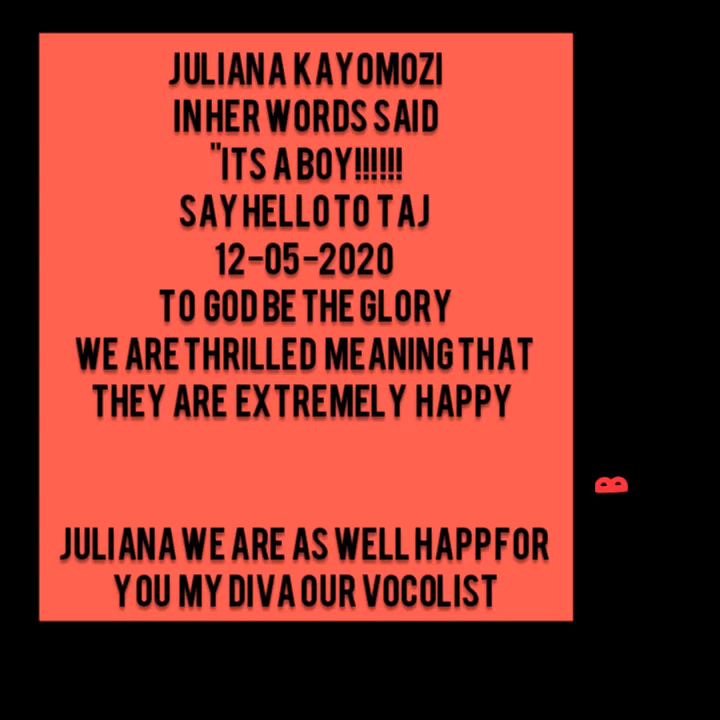 JULIANA KAYOMOZI
IN HER WORDS SAID
"ITS A BOY!!!!!!
SAY HELLO TO TAJ
12-05-2020
TO GOD BE THE GLORY
WE ARE THRILLED MEANING THAT
THEY ARE EXTREMELY HAPPY
JULIANA WE ARE AS WELL HAPPFOR
YOU MY DIVA OUR VOCOLIST
B